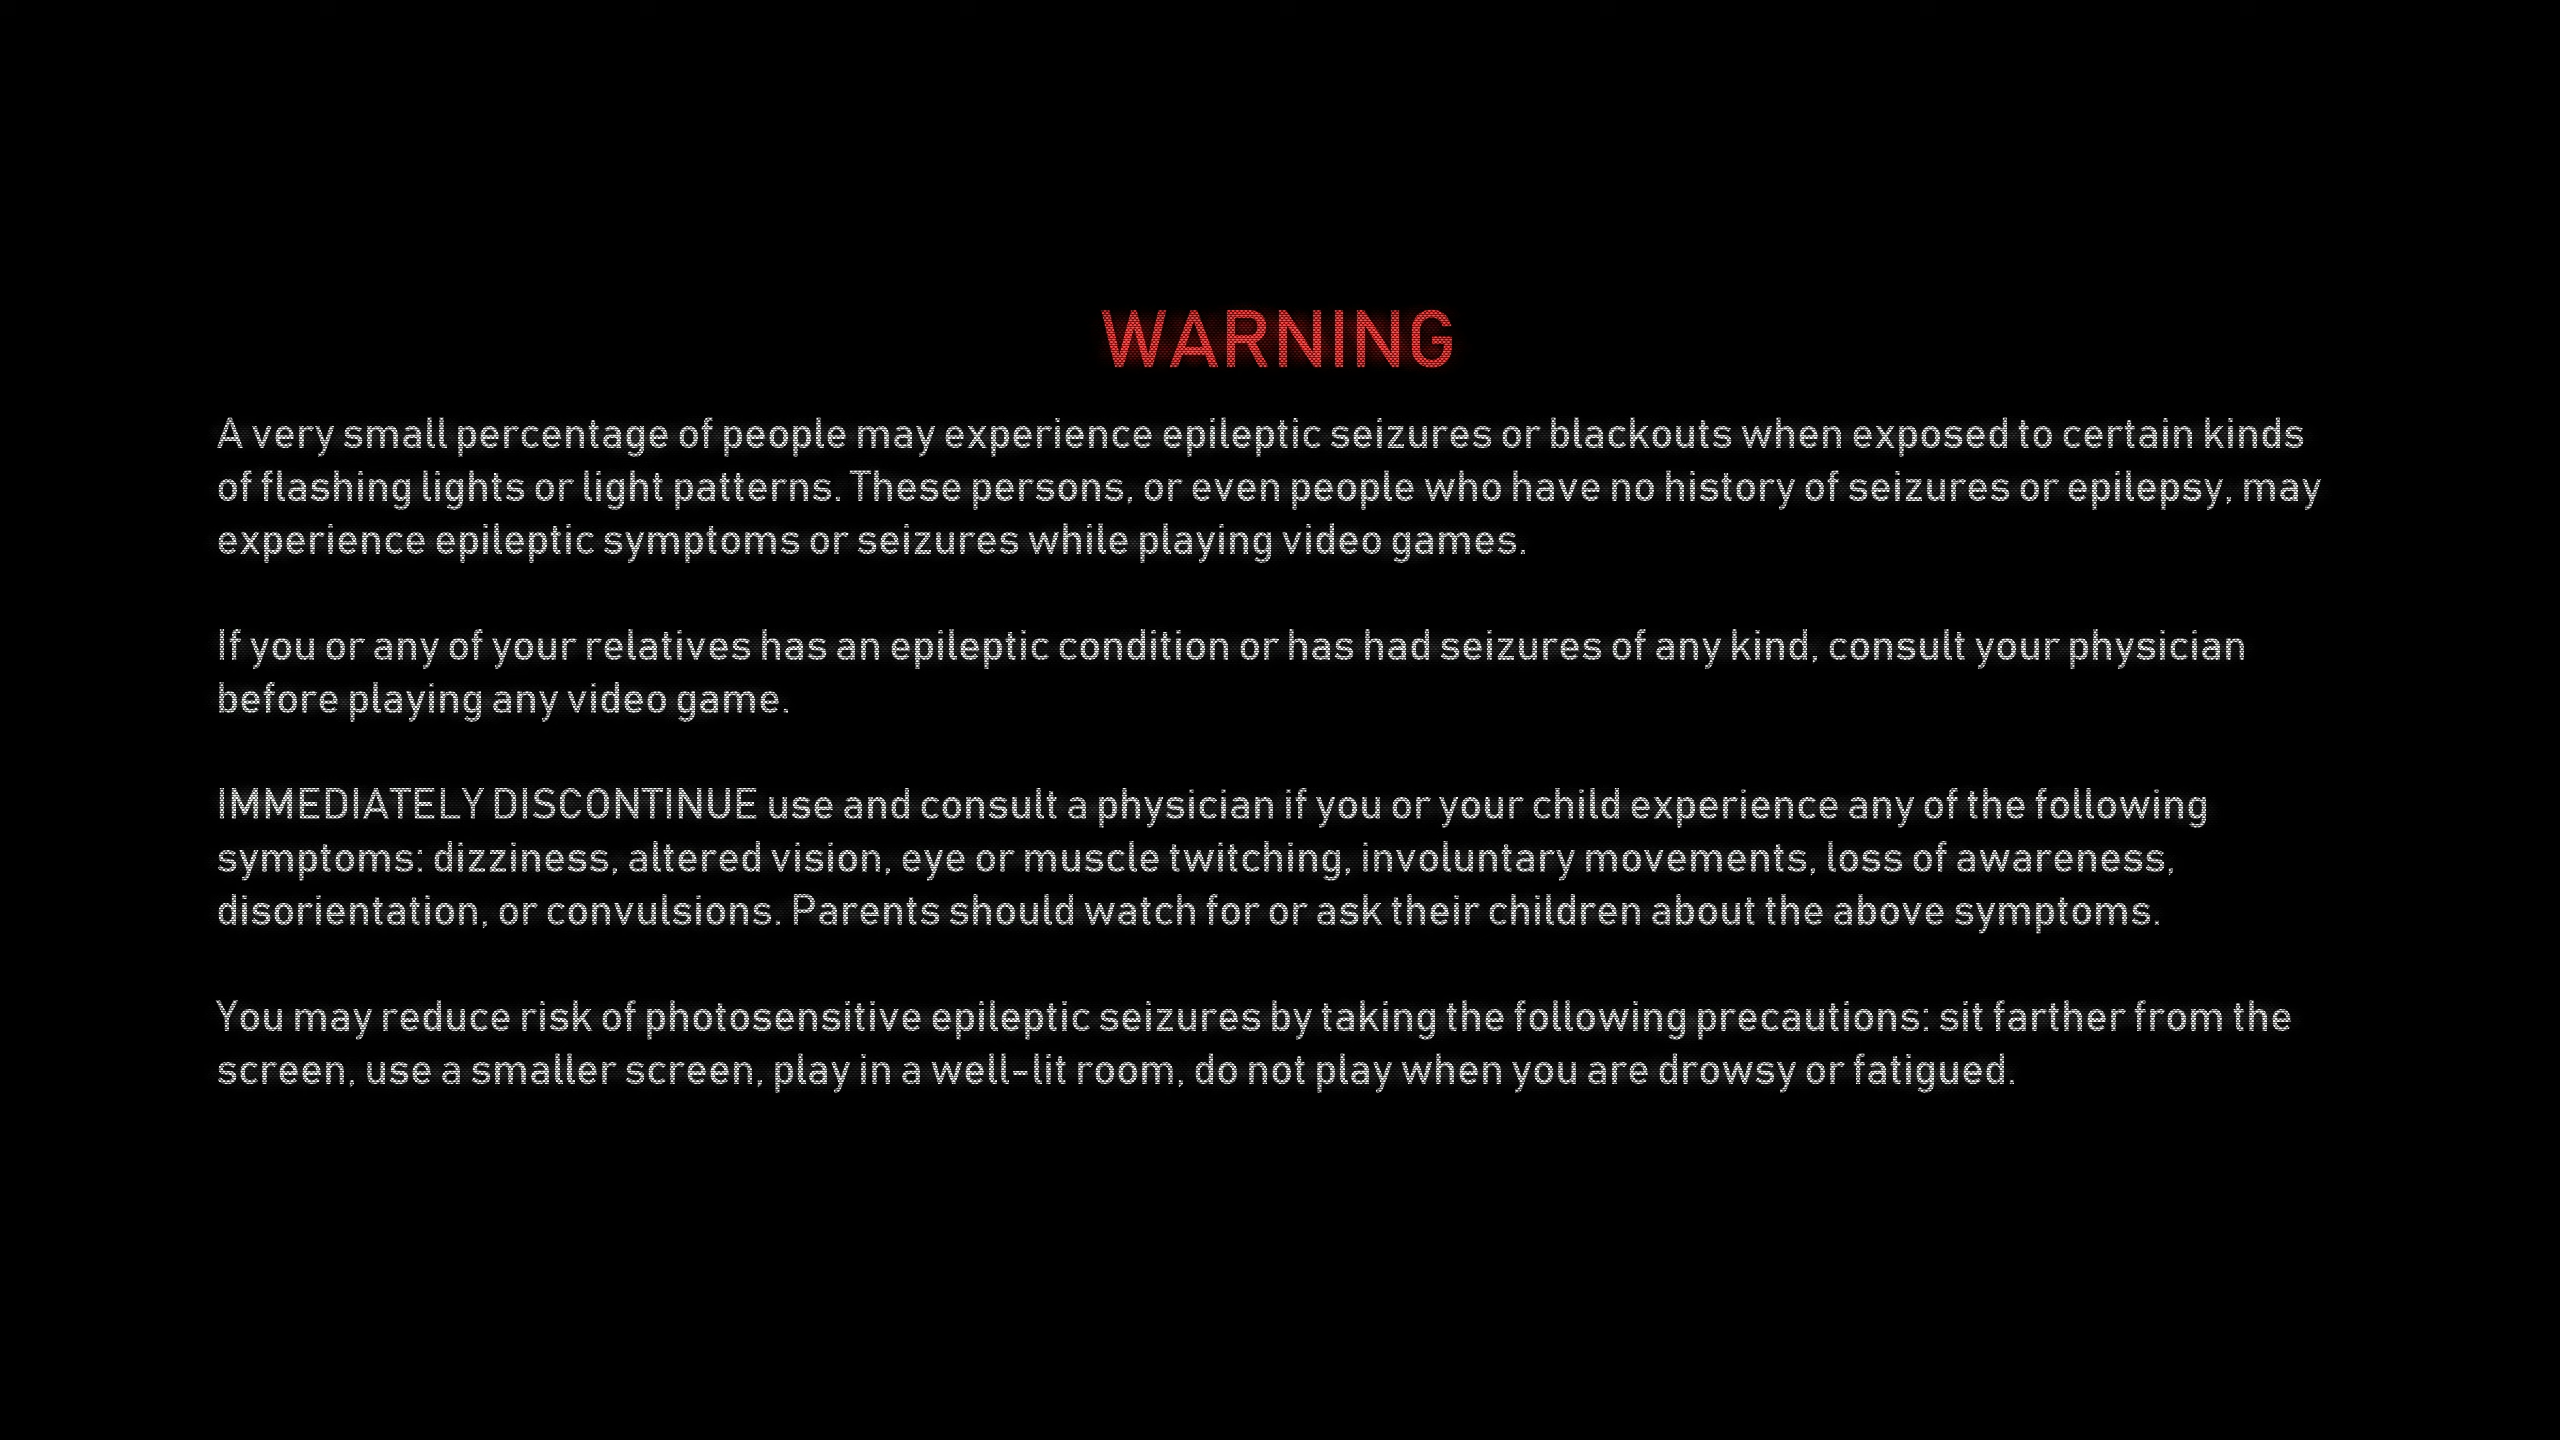 WARNING
A very small percentage of people may experience epileptic seizures or blackouts when exposed to certain kinds
of flashing lights or light patterns. These persons, or even people who have no history of seizures or epilepsy, may
experience epileptic symptoms or seizures while playing video games.
If you or any of your relatives has an epileptic condition or has had seizures of any kind, consult your physician
before playing any video game.
IMMEDIATELY DISCONTINUE use and consult a physician if you or your child experience any of the following
symptoms: dizziness, altered vision, eye or muscle twitching, involuntary movements, loss of awareness,
disorientation, or convulsions. Parents should watch for or ask their children about the above symptoms.
You may reduce risk of photosensitive epileptic seizures by taking the following precautions: sit farther from the
screen, use a smaller screen, play in a well-lit room, do not play when you are drowsy or fatigued.